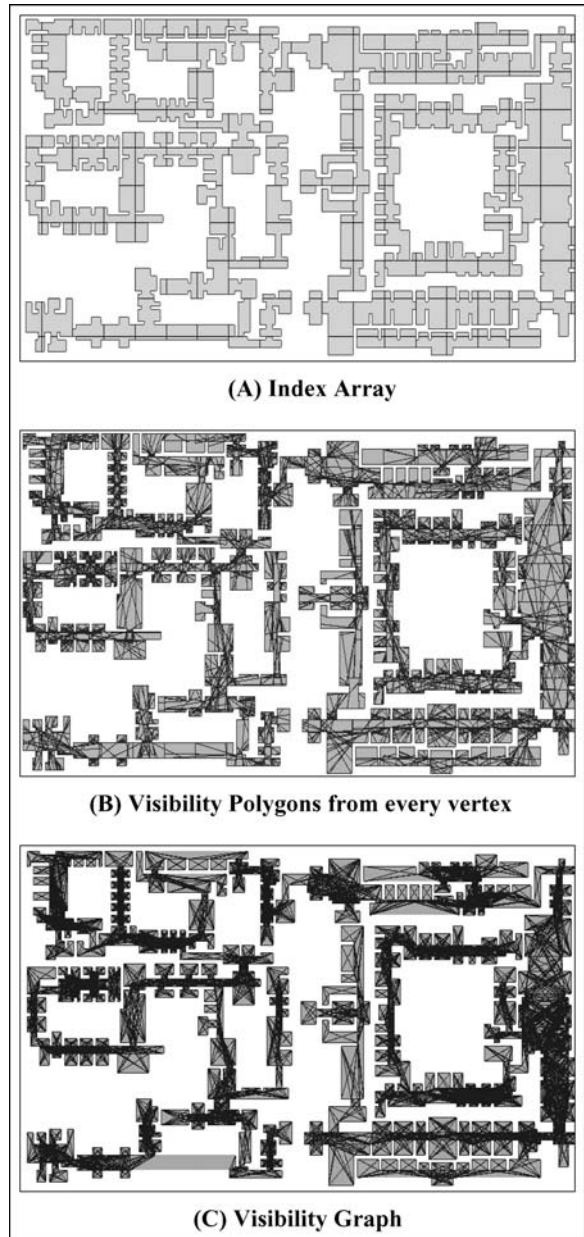 (A) Index Array
(B) Visibility Polygons from every vertex
(C) Visibility Graph